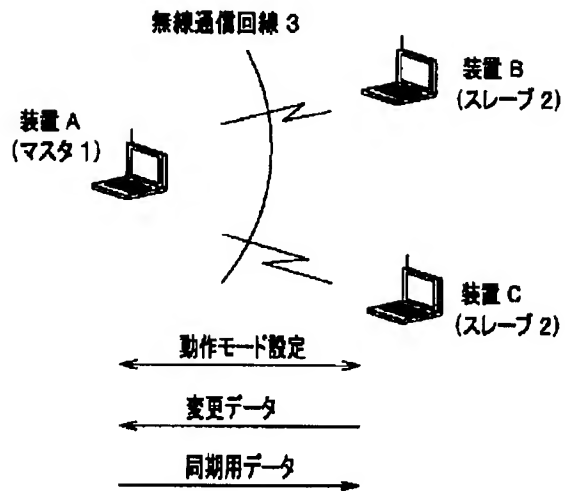 無線通信回線 3
装置 B
(スレーブ 2)
装置 A
(マスタ 1)
装置 C
(スレーブ 2)
動作モード設定
変更データ
同期用データ